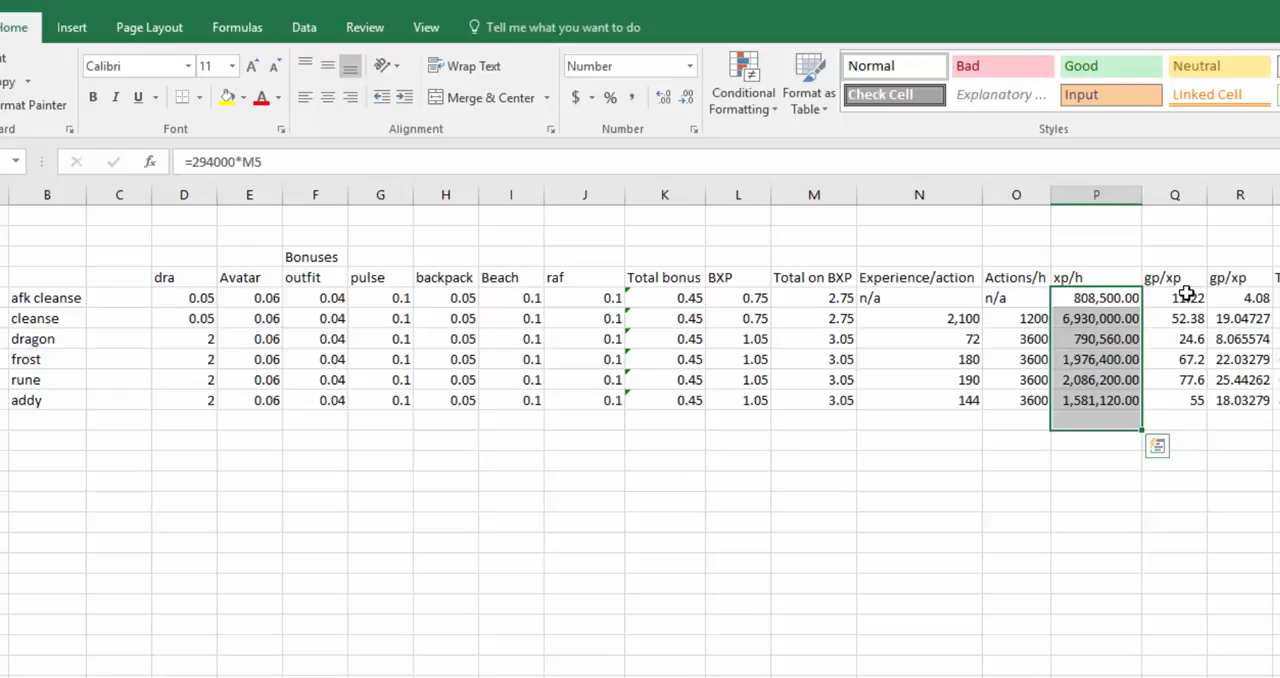 Home Insert Page Layout Formulas Data Review View Tell me what you want to do
Calibri 11 A A Wrap Text Number Normal Bad Good Neutral
B I U A Merge & Center $ % , .00 Conditional Formatting Format as Table Check Cell Explanatory ... Input Linked Cell
Format Painter
Font Alignment Number Styles
fx =294000*M5
B C D E F G H I J K L M N O P Q R
Bonuses
dra Avatar outfit pulse backpack Beach raf Total bonus BXP Total on BXP Experience/action Actions/h xp/h gp/xp gp/xp T
afk cleanse 0.05 0.06 0.04 0.1 0.05 0.1 0.1 0.45 0.75 2.75 n/a n/a 808,500.00 4.08
cleanse 0.05 0.06 0.04 0.1 0.05 0.1 0.1 0.45 0.75 2.75 2,100 1200 6,930,000.00 52.38 19.04727
dragon 2 0.06 0.04 0.1 0.05 0.1 0.1 0.45 1.05 3.05 72 3600 790,560.00 24.6 8.065574
frost 2 0.06 0.04 0.1 0.05 0.1 0.1 0.45 1.05 3.05 180 3600 1,976,400.00 67.2 22.03279
rune 2 0.06 0.04 0.1 0.05 0.1 0.1 0.45 1.05 3.05 190 3600 2,086,200.00 77.6 25.44262
addy 2 0.06 0.04 0.1 0.05 0.1 0.1 0.45 1.05 3.05 144 3600 1,581,120.00 55 18.03279